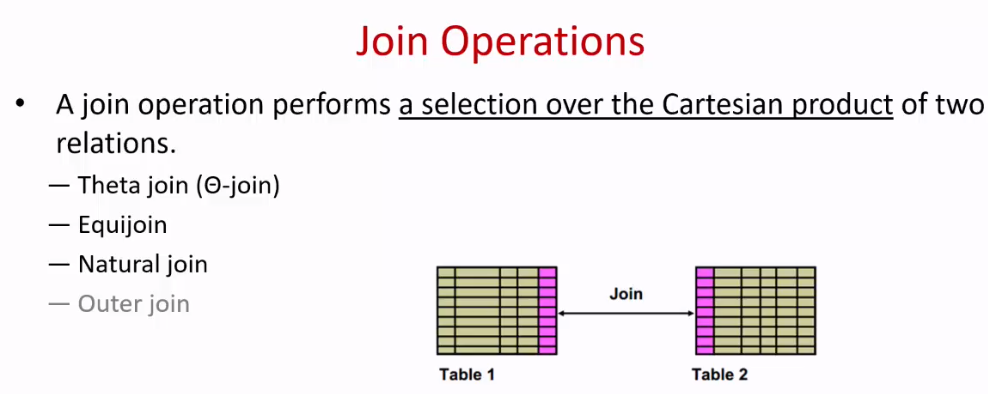 Join Operations
• A join operation performs a selection over the Cartesian product of two
relations.
— Theta join (Θ-join)
— Equijoin
— Natural join
— Outer join
Join
Table 1
Table 2